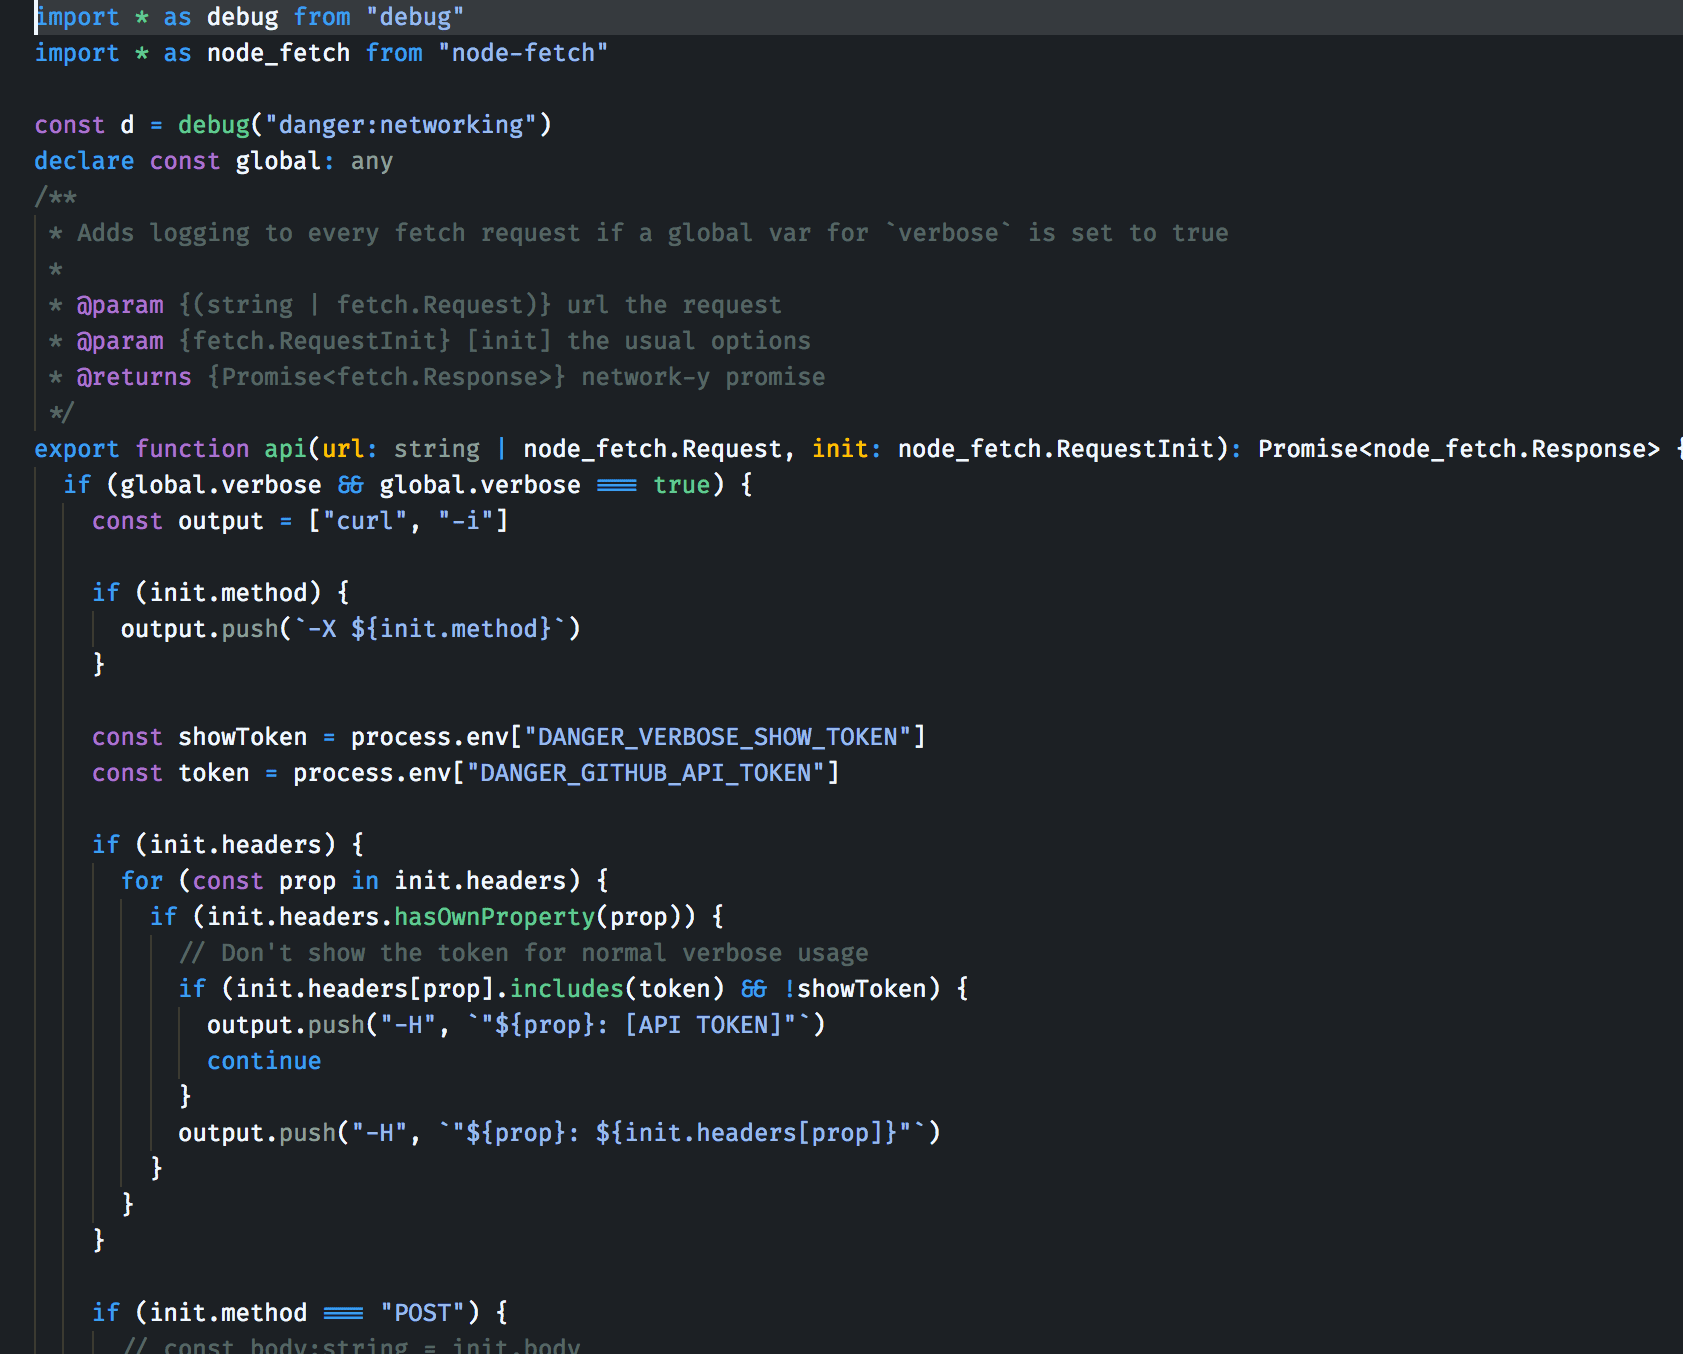 import * as debug from "debug"
import * as node_fetch from "node-fetch"
const d = debug("danger:networking")
declare const global: any
/**
* Adds logging to every fetch request if a global var for `verbose` is set to true
*
* @param {(string | fetch.Request)} url the request
* @param {fetch.RequestInit} [init] the usual options
* @returns {Promise<fetch.Response>} network-y promise
*/
export function api(url: string | node_fetch.Request, init: node_fetch.RequestInit): Promise<node_fetch.Response> {
if (global.verbose && global.verbose === true) {
const output = ["curl", "-i"]
if (init.method) {
output.push(`-X ${init.method}`)
}
const showToken = process.env["DANGER_VERBOSE_SHOW_TOKEN"]
const token = process.env["DANGER_GITHUB_API_TOKEN"]
if (init.headers) {
for (const prop in init.headers) {
if (init.headers.hasOwnProperty(prop)) {
// Don't show the token for normal verbose usage
if (init.headers[prop].includes(token) && !showToken) {
output.push("-H", `"${prop}: [API TOKEN]"`)
continue
}
output.push("-H", `"${prop}: ${init.headers[prop]}"`)
}
}
}
if (init.method === "POST") {
// const body:string = init.body